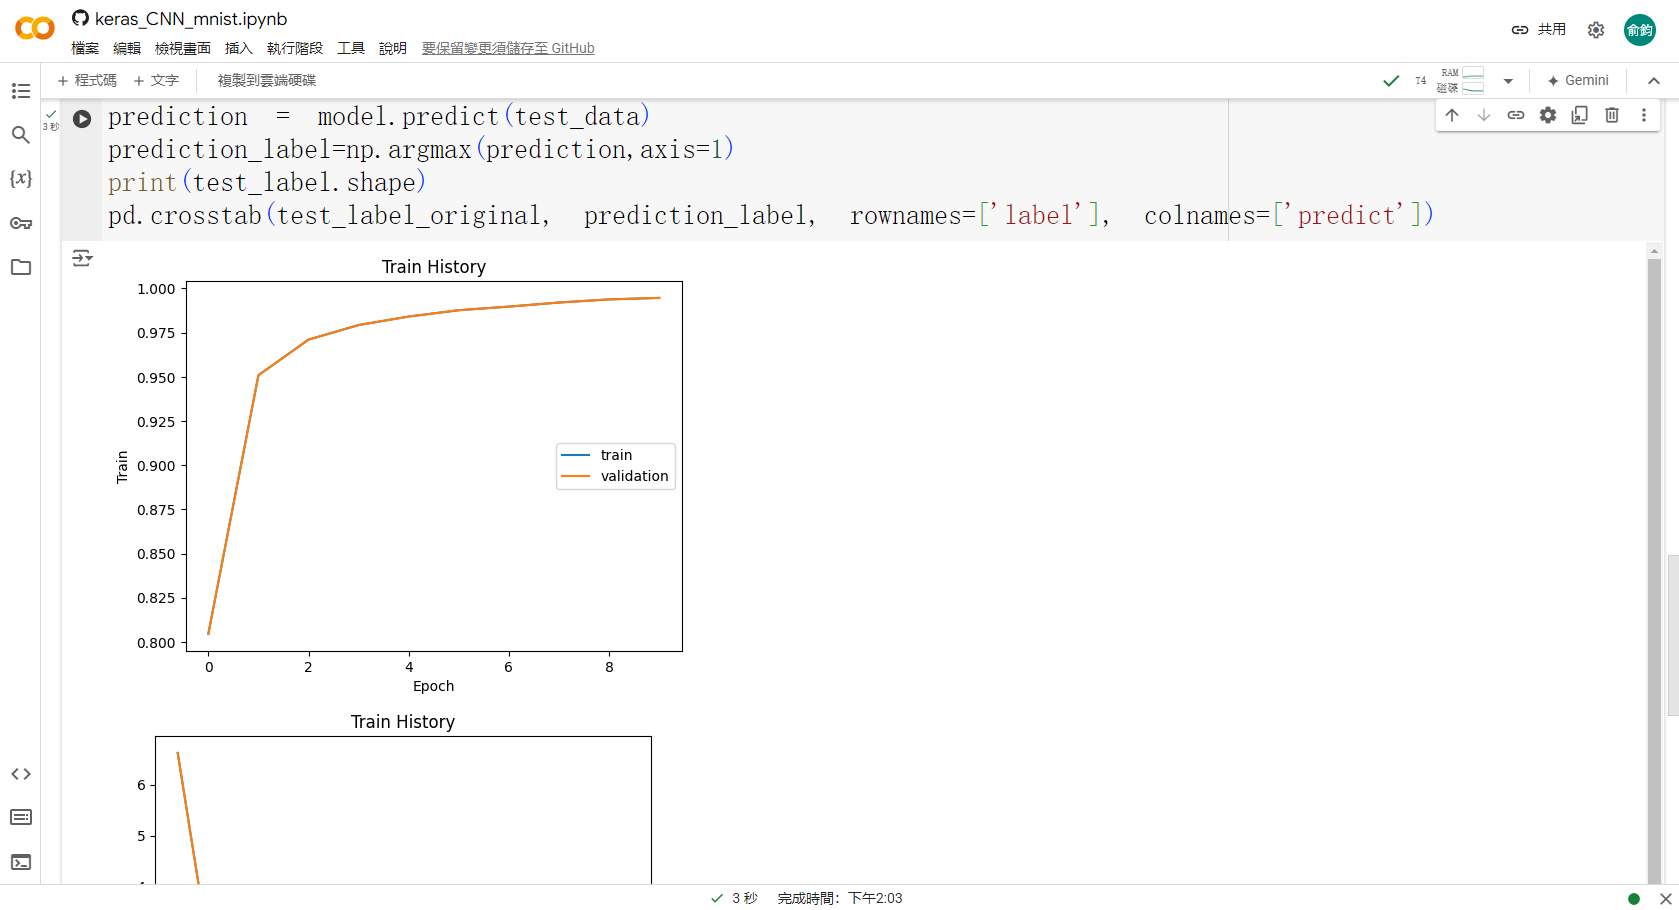 keras_CNN_mnist.ipynb
檔案 編輯 檢視畫面 插入 執行階段 工具 說明 要保留變更須儲存至 GitHub
共用
俞鈞
+ 程式碼 + 文字 複製到雲端硬碟
T4 RAM
磁碟
Gemini
3 秒
prediction = model.predict(test_data)
prediction_label=np.argmax(prediction,axis=1)
print(test_label.shape)
pd.crosstab(test_label_original, prediction_label, rownames=['label'], colnames=['predict'])
Train History
1.000
0.975
0.950
0.925
0.900
0.875
0.850
0.825
0.800
Train
train
validation
0 2 4 6 8
Epoch
Train History
6
5
3 秒 完成時間：下午2:03